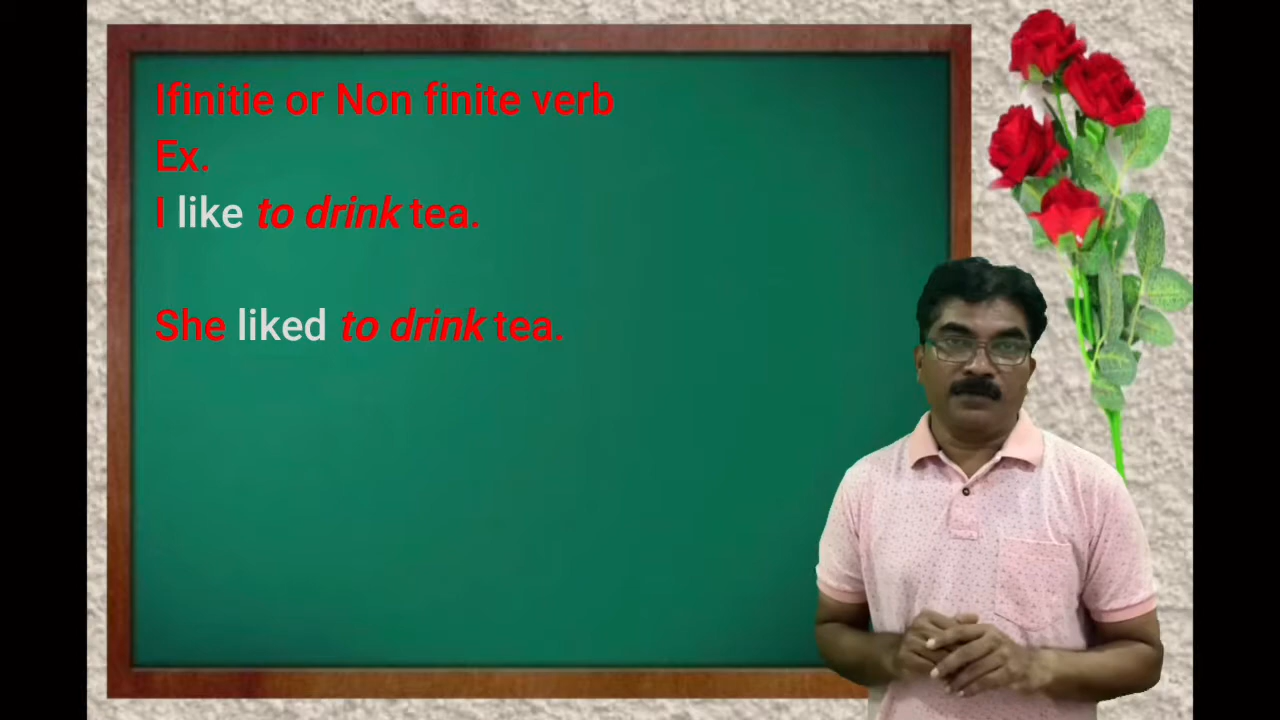 Ifinitie or Non finite verb
Ex.
I like to drink tea.
She liked to drink tea.